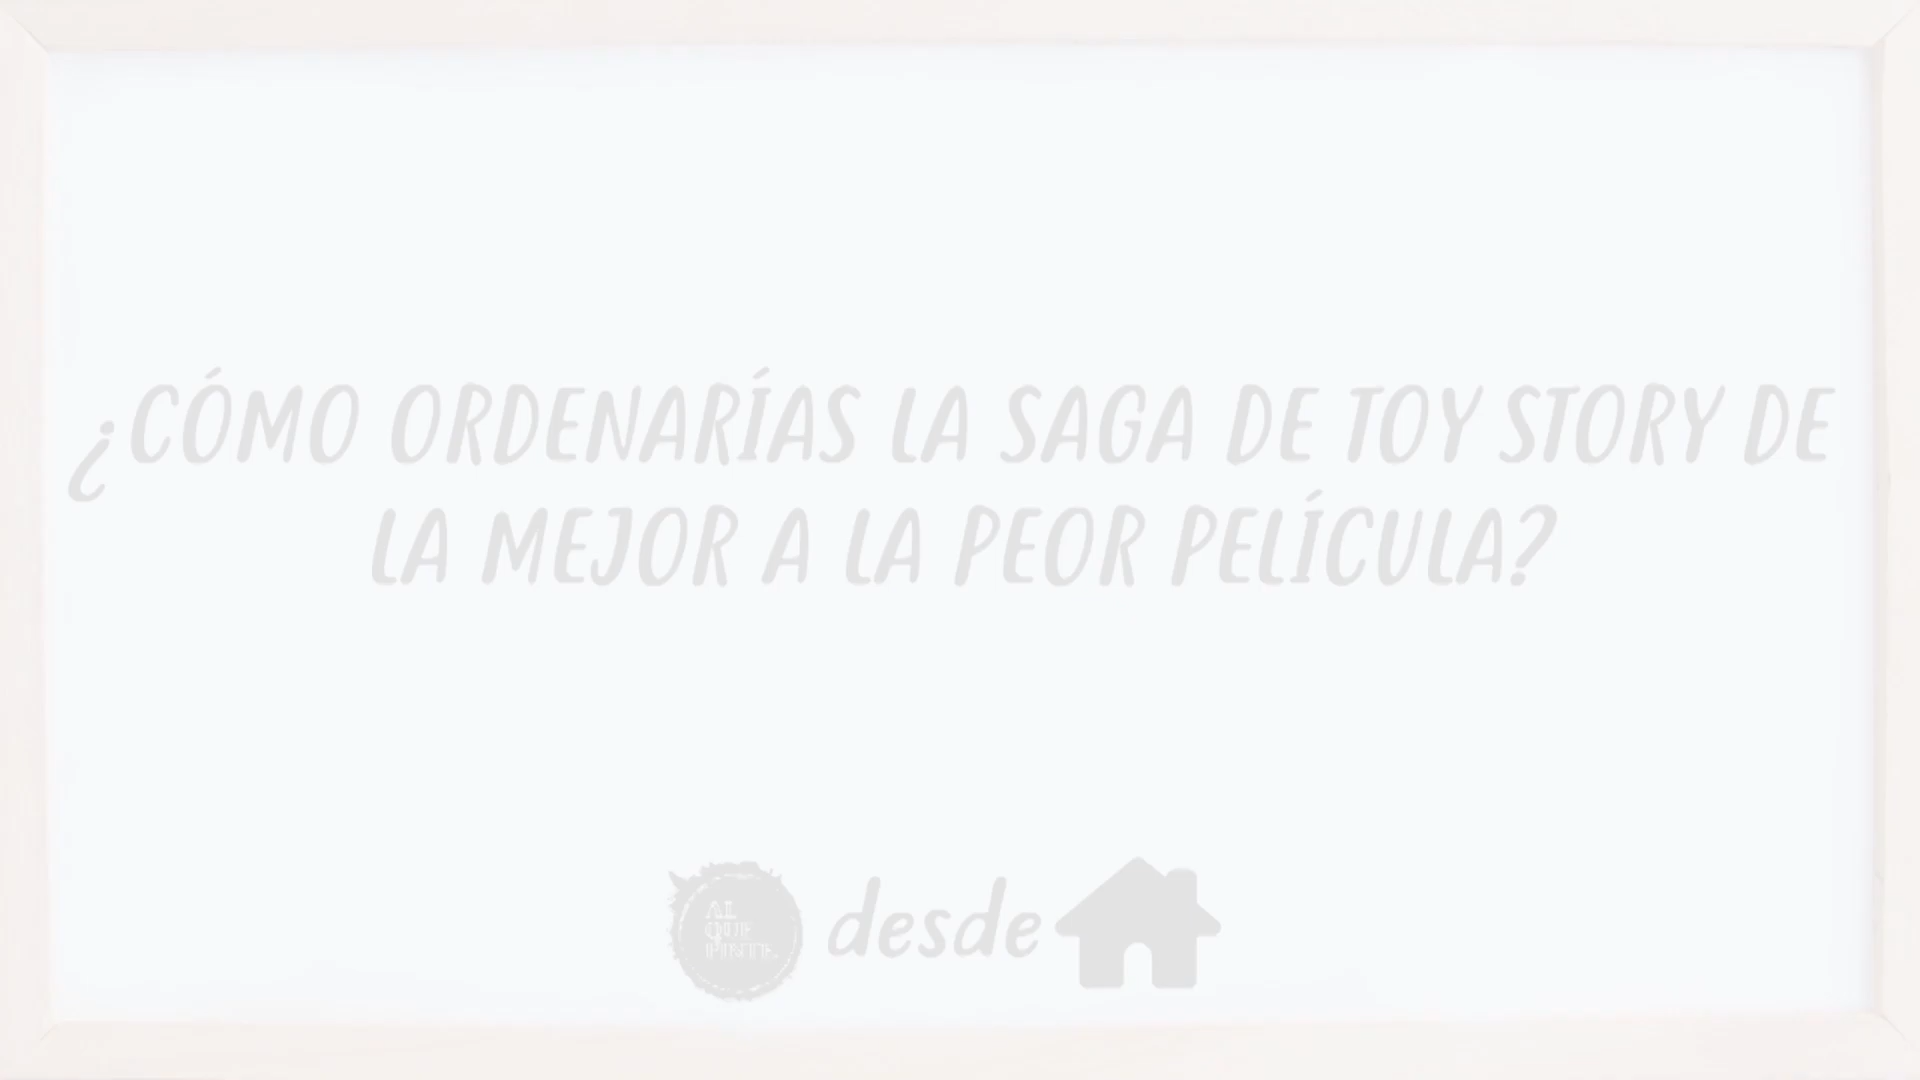 ¿CÓMO ORDENARÍAS LA SAGA DE TOY STORY DE
LA MEJOR A LA PEOR PELÍCULA?
AL
QUE
PINTE
desde